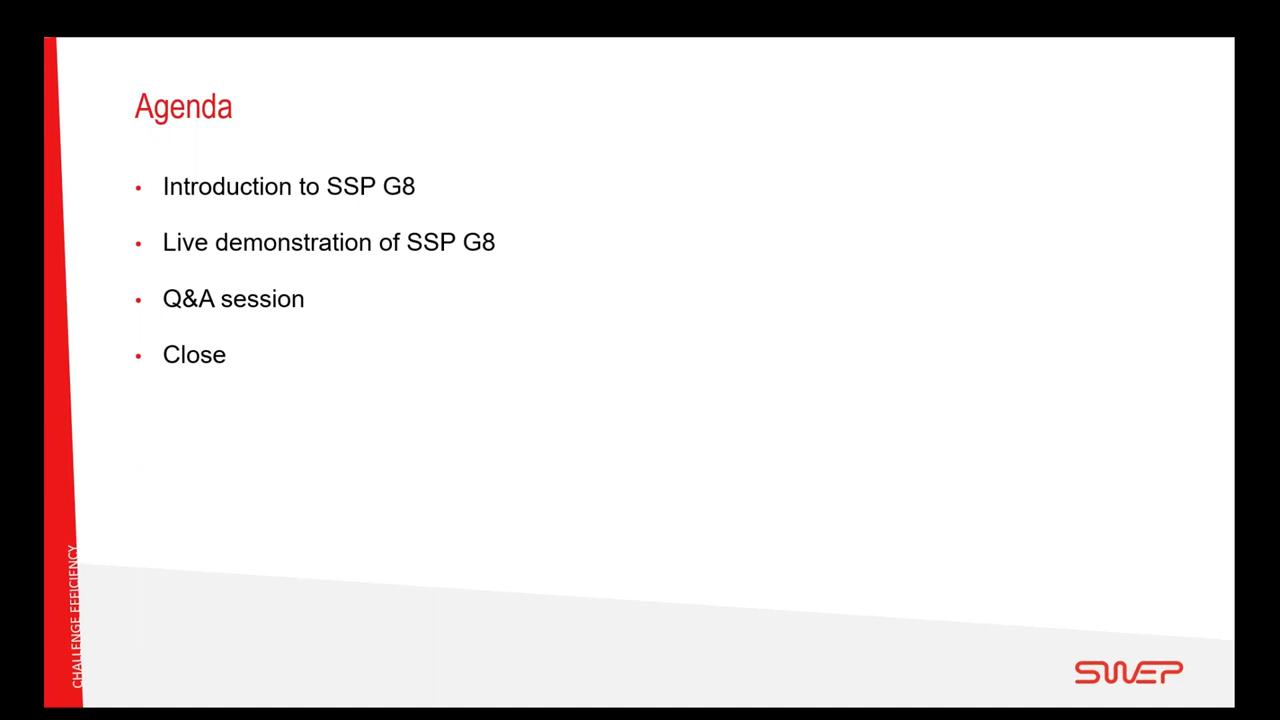 Agenda
• Introduction to SSP G8
• Live demonstration of SSP G8
• Q&A session
• Close
CHALLENGE EFFICIENCY
SWEP